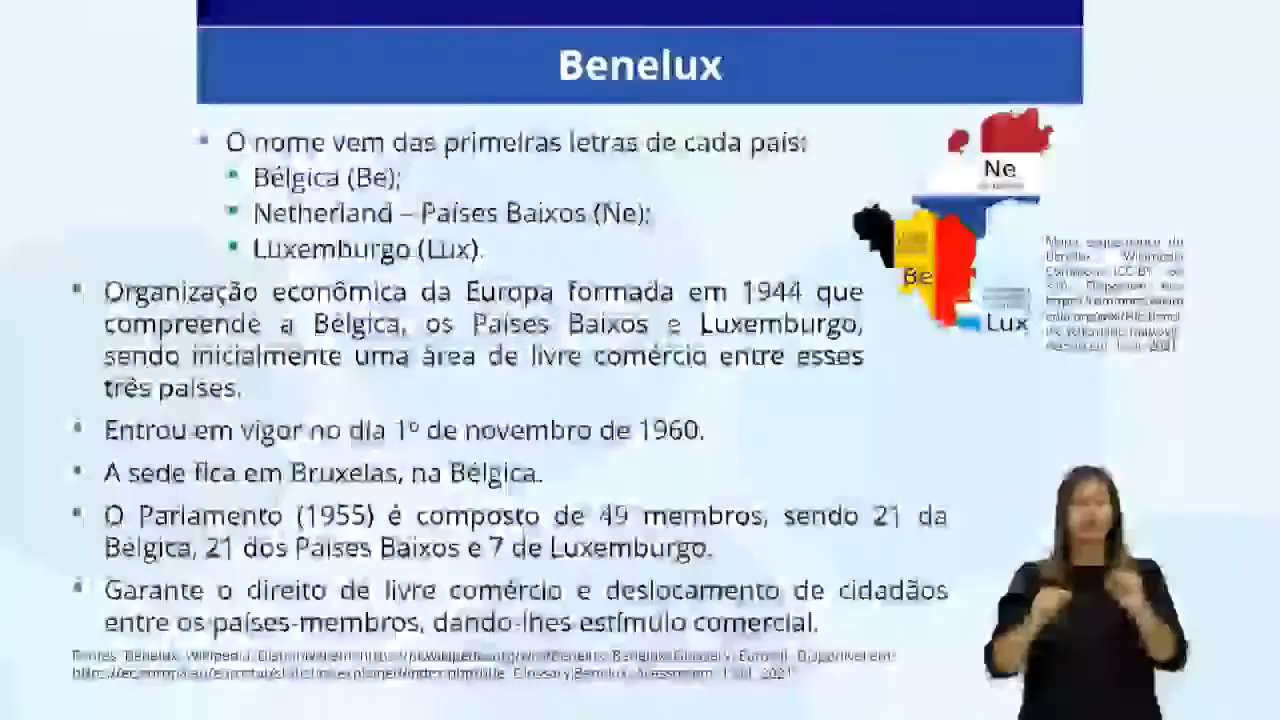 Benelux
O nome vem das primeiras letras de cada país:
Bélgica (Be);
Netherland – Países Baixos (Ne);
Luxemburgo (Lux).
Organização econômica da Europa formada em 1944 que
compreende a Bélgica, os Países Baixos e Luxemburgo,
sendo inicialmente uma área de livre comércio entre esses
três países.
Entrou em vigor no dia 1º de novembro de 1960.
A sede fica em Bruxelas, na Bélgica.
O Parlamento (1955) é composto de 49 membros, sendo 21 da
Bélgica, 21 dos Países Baixos e 7 de Luxemburgo.
Garante o direito de livre comércio e deslocamento de cidadãos
entre os países-membros, dando-lhes estímulo comercial.
Ne
Be
Lux